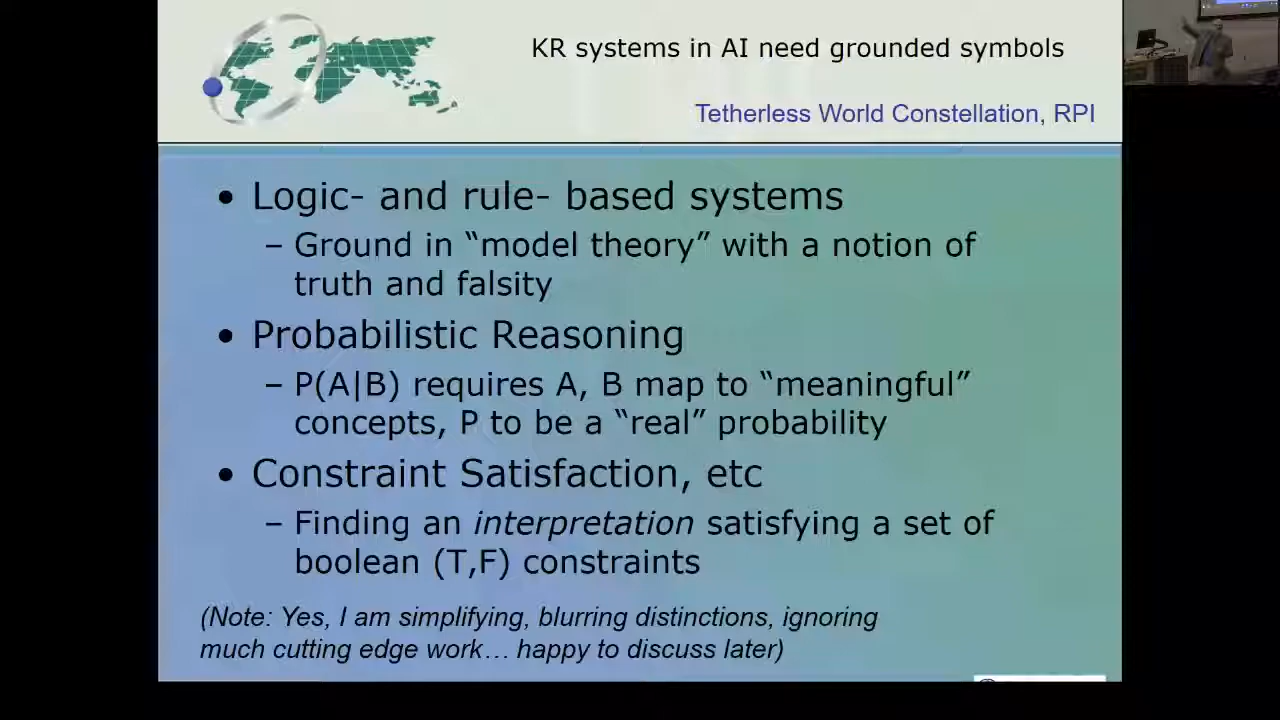 KR systems in AI need grounded symbols
Tetherless World Constellation, RPI
• Logic- and rule- based systems
– Ground in “model theory” with a notion of
truth and falsity
• Probabilistic Reasoning
– P(A|B) requires A, B map to “meaningful”
concepts, P to be a “real” probability
• Constraint Satisfaction, etc
– Finding an interpretation satisfying a set of
boolean (T,F) constraints
(Note: Yes, I am simplifying, blurring distinctions, ignoring
much cutting edge work… happy to discuss later)